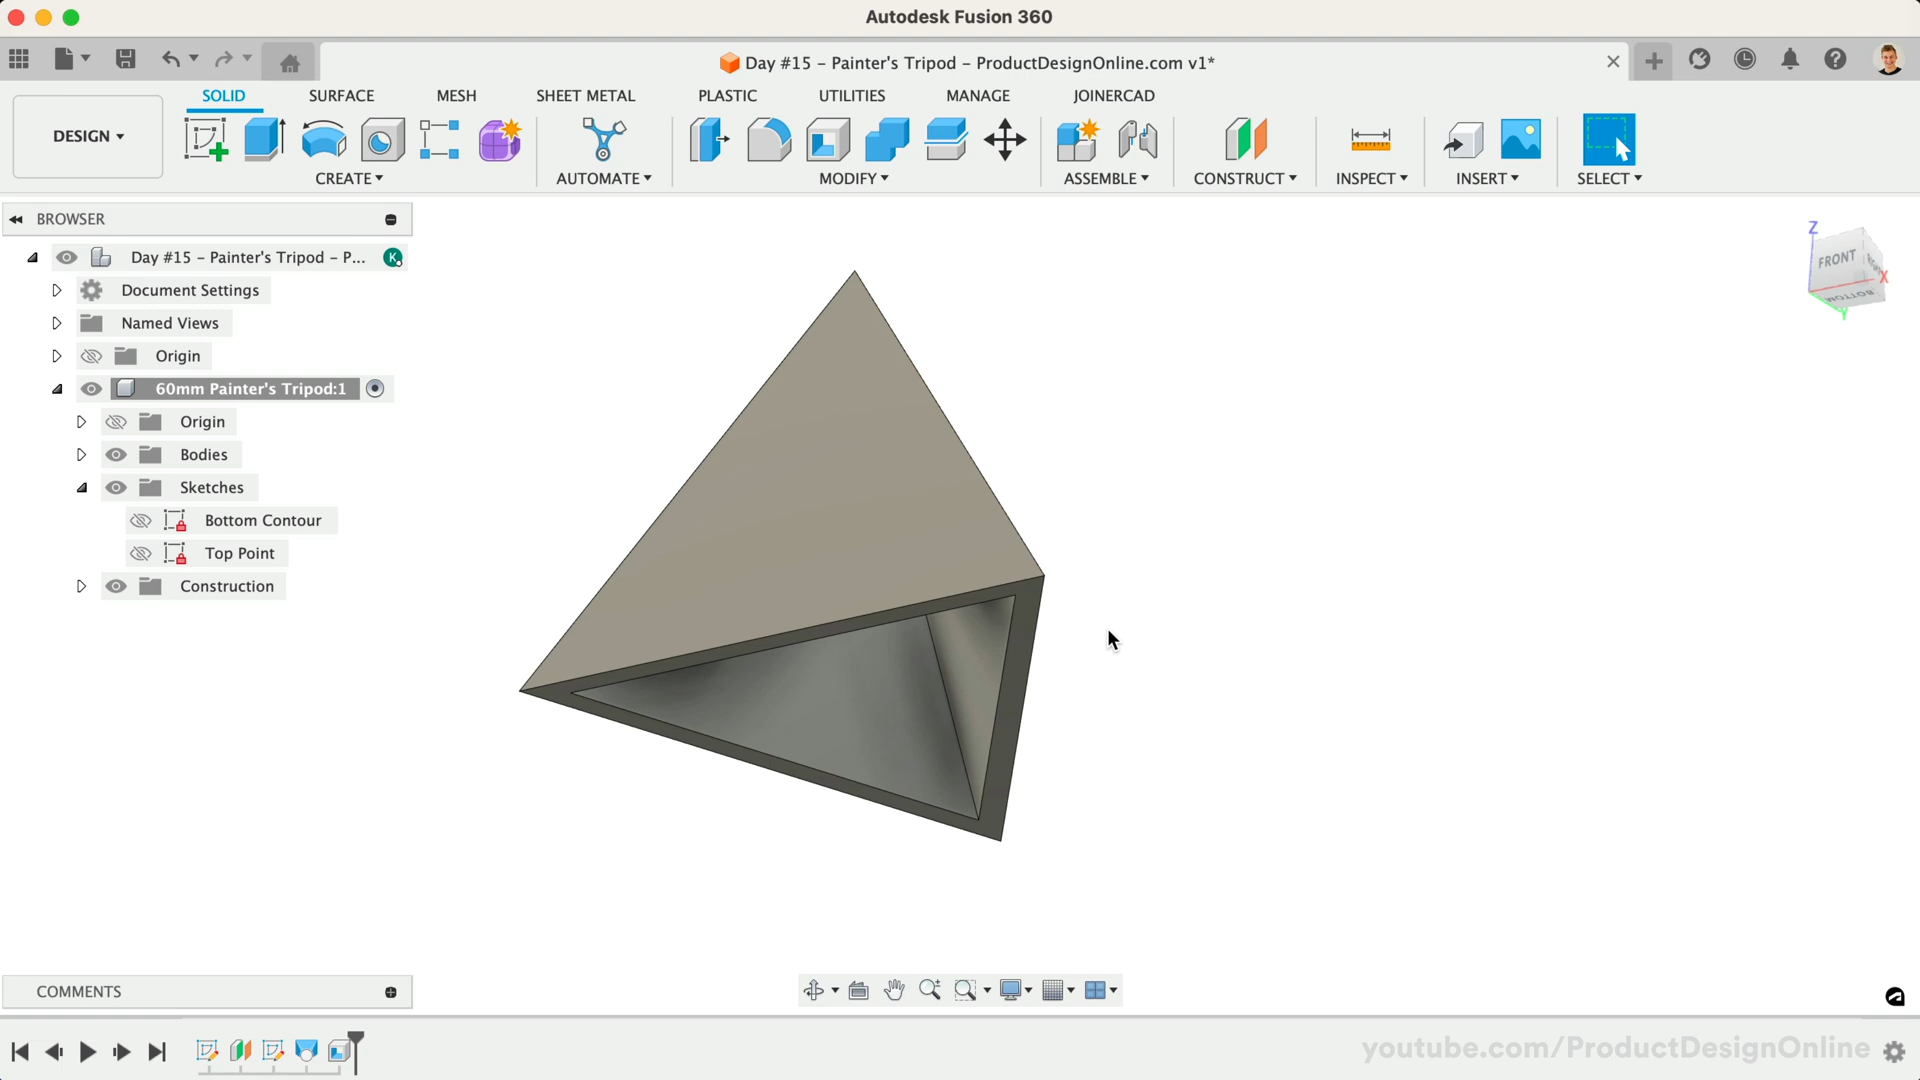 Autodesk Fusion 360
Day #15 – Painter's Tripod – ProductDesignOnline.com v1*
DESIGN
SOLID SURFACE MESH SHEET METAL PLASTIC UTILITIES MANAGE JOINERCAD
CREATE AUTOMATE MODIFY ASSEMBLE CONSTRUCT INSPECT INSERT SELECT
BROWSER
Day #15 – Painter's Tripod – P... K
Document Settings
Named Views
Origin
60mm Painter's Tripod:1
Origin
Bodies
Sketches
Bottom Contour
Top Point
Construction
Z
FRONT
X
BOTTOM
Y
COMMENTS
youtube.com/ProductDesignOnline